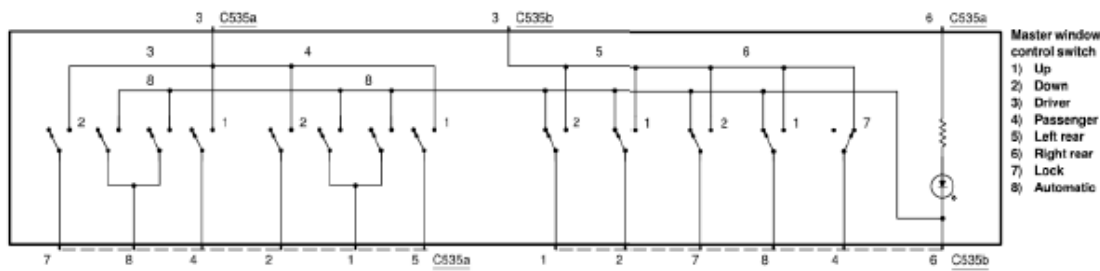 3 C535a 3 C535b 6 C535a
Master window
control switch
1) Up
2) Down
3) Driver
4) Passenger
5) Left rear
6) Right rear
7) Lock
8) Automatic
3 4 5 6
8 8
2 1 2 1 2 1 2 1 7
7 8 4 2 1 5 C535a 1 2 7 8 4 6 C535b